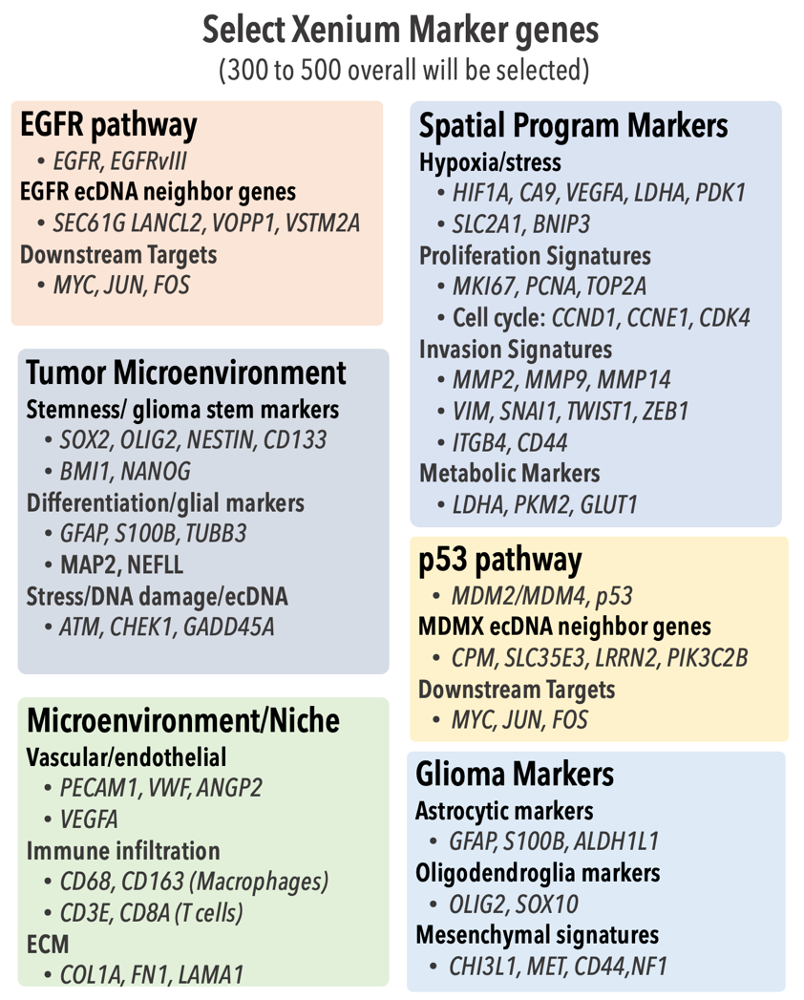 Select Xenium Marker genes
(300 to 500 overall will be selected)
EGFR pathway
• EGFR, EGFRvIII
EGFR ecDNA neighbor genes
• SEC61G LANCL2, VOPP1, VSTM2A
Downstream Targets
• MYC, JUN, FOS
Tumor Microenvironment
Stemness/ glioma stem markers
• SOX2, OLIG2, NESTIN, CD133
• BMI1, NANOG
Differentiation/glial markers
• GFAP, S100B, TUBB3
• MAP2, NEFLL
Stress/DNA damage/ecDNA
• ATM, CHEK1, GADD45A
Microenvironment/Niche
Vascular/endothelial
• PECAM1, VWF, ANGP2
• VEGFA
Immune infiltration
• CD68, CD163 (Macrophages)
• CD3E, CD8A (T cells)
ECM
• COL1A, FN1, LAMA1
Spatial Program Markers
Hypoxia/stress
• HIF1A, CA9, VEGFA, LDHA, PDK1
• SLC2A1, BNIP3
Proliferation Signatures
• MKI67, PCNA, TOP2A
• Cell cycle: CCND1, CCNE1, CDK4
Invasion Signatures
• MMP2, MMP9, MMP14
• VIM, SNAI1, TWIST1, ZEB1
• ITGB4, CD44
Metabolic Markers
• LDHA, PKM2, GLUT1
p53 pathway
• MDM2/MDM4, p53
MDMX ecDNA neighbor genes
• CPM, SLC35E3, LRRN2, PIK3C2B
Downstream Targets
• MYC, JUN, FOS
Glioma Markers
Astrocytic markers
• GFAP, S100B, ALDH1L1
Oligodendroglia markers
• OLIG2, SOX10
Mesenchymal signatures
• CHI3L1, MET, CD44,NF1